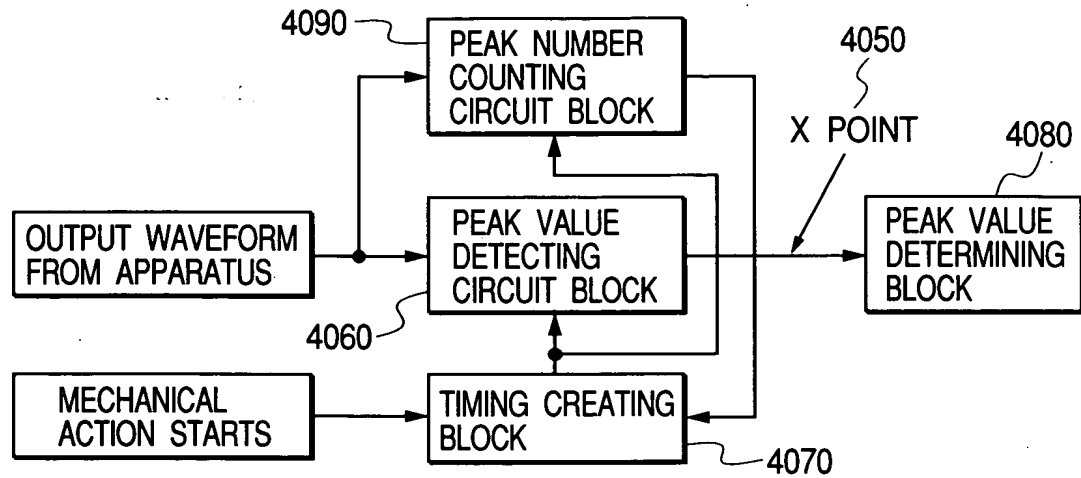 4090
PEAK NUMBER
COUNTING
CIRCUIT BLOCK
4050
X POINT
4080
OUTPUT WAVEFORM
FROM APPARATUS
PEAK VALUE
DETECTING
CIRCUIT BLOCK
PEAK VALUE
DETERMINING
BLOCK
4060
MECHANICAL
ACTION STARTS
TIMING CREATING
BLOCK
4070